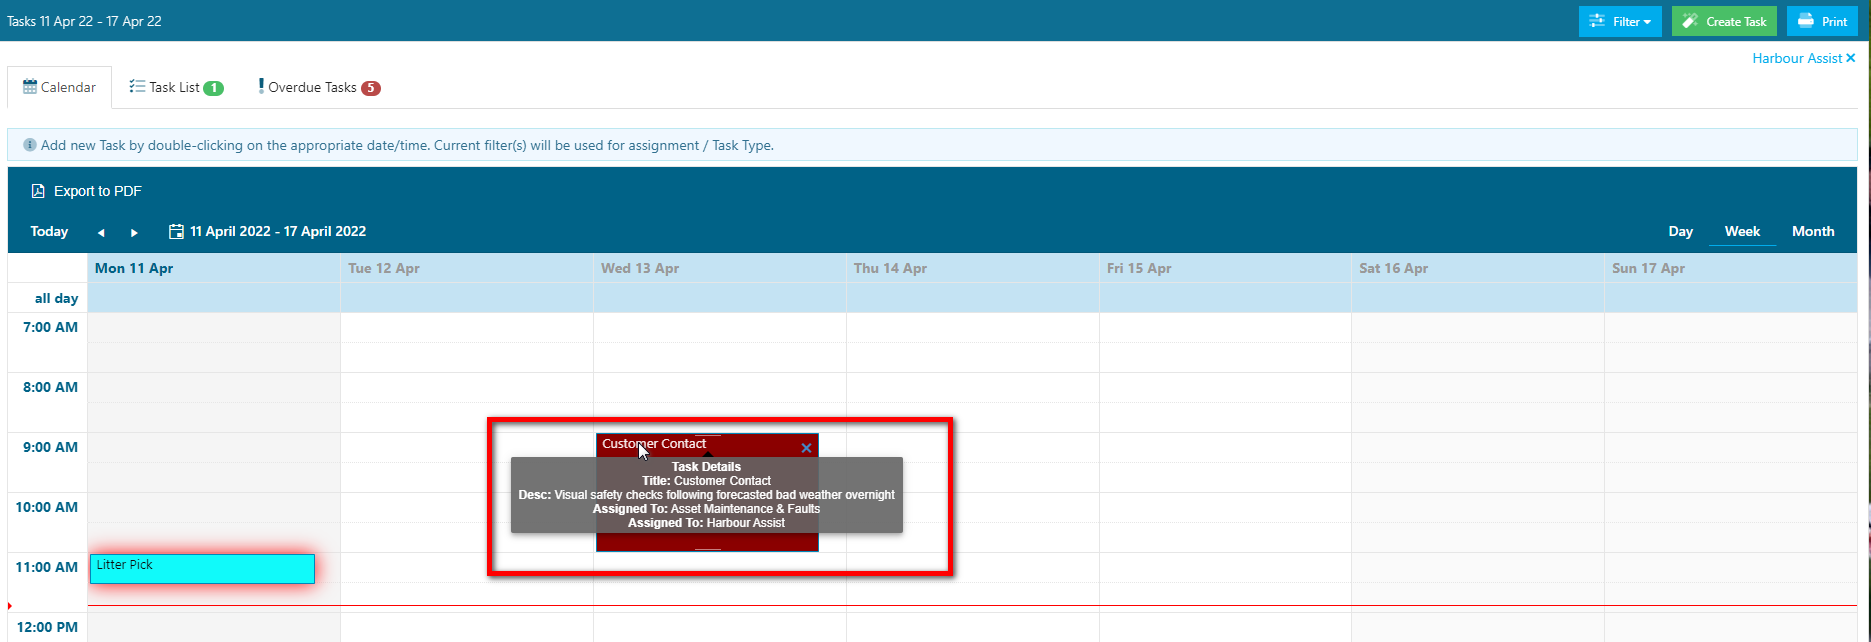 Tasks 11 Apr 22 - 17 Apr 22
Filter
Create Task
Print
Harbour Assist ×
Calendar
Task List 1
Overdue Tasks 5
Add new Task by double-clicking on the appropriate date/time. Current filter(s) will be used for assignment / Task Type.
Export to PDF
Today
11 April 2022 - 17 April 2022
Day
Week
Month
Mon 11 Apr
Tue 12 Apr
Wed 13 Apr
Thu 14 Apr
Fri 15 Apr
Sat 16 Apr
Sun 17 Apr
all day
7:00 AM
8:00 AM
9:00 AM
Customer Contact
Task Details
Title: Customer Contact
Desc: Visual safety checks following forecasted bad weather overnight
Assigned To: Asset Maintenance & Faults
Assigned To: Harbour Assist
10:00 AM
11:00 AM
Litter Pick
12:00 PM